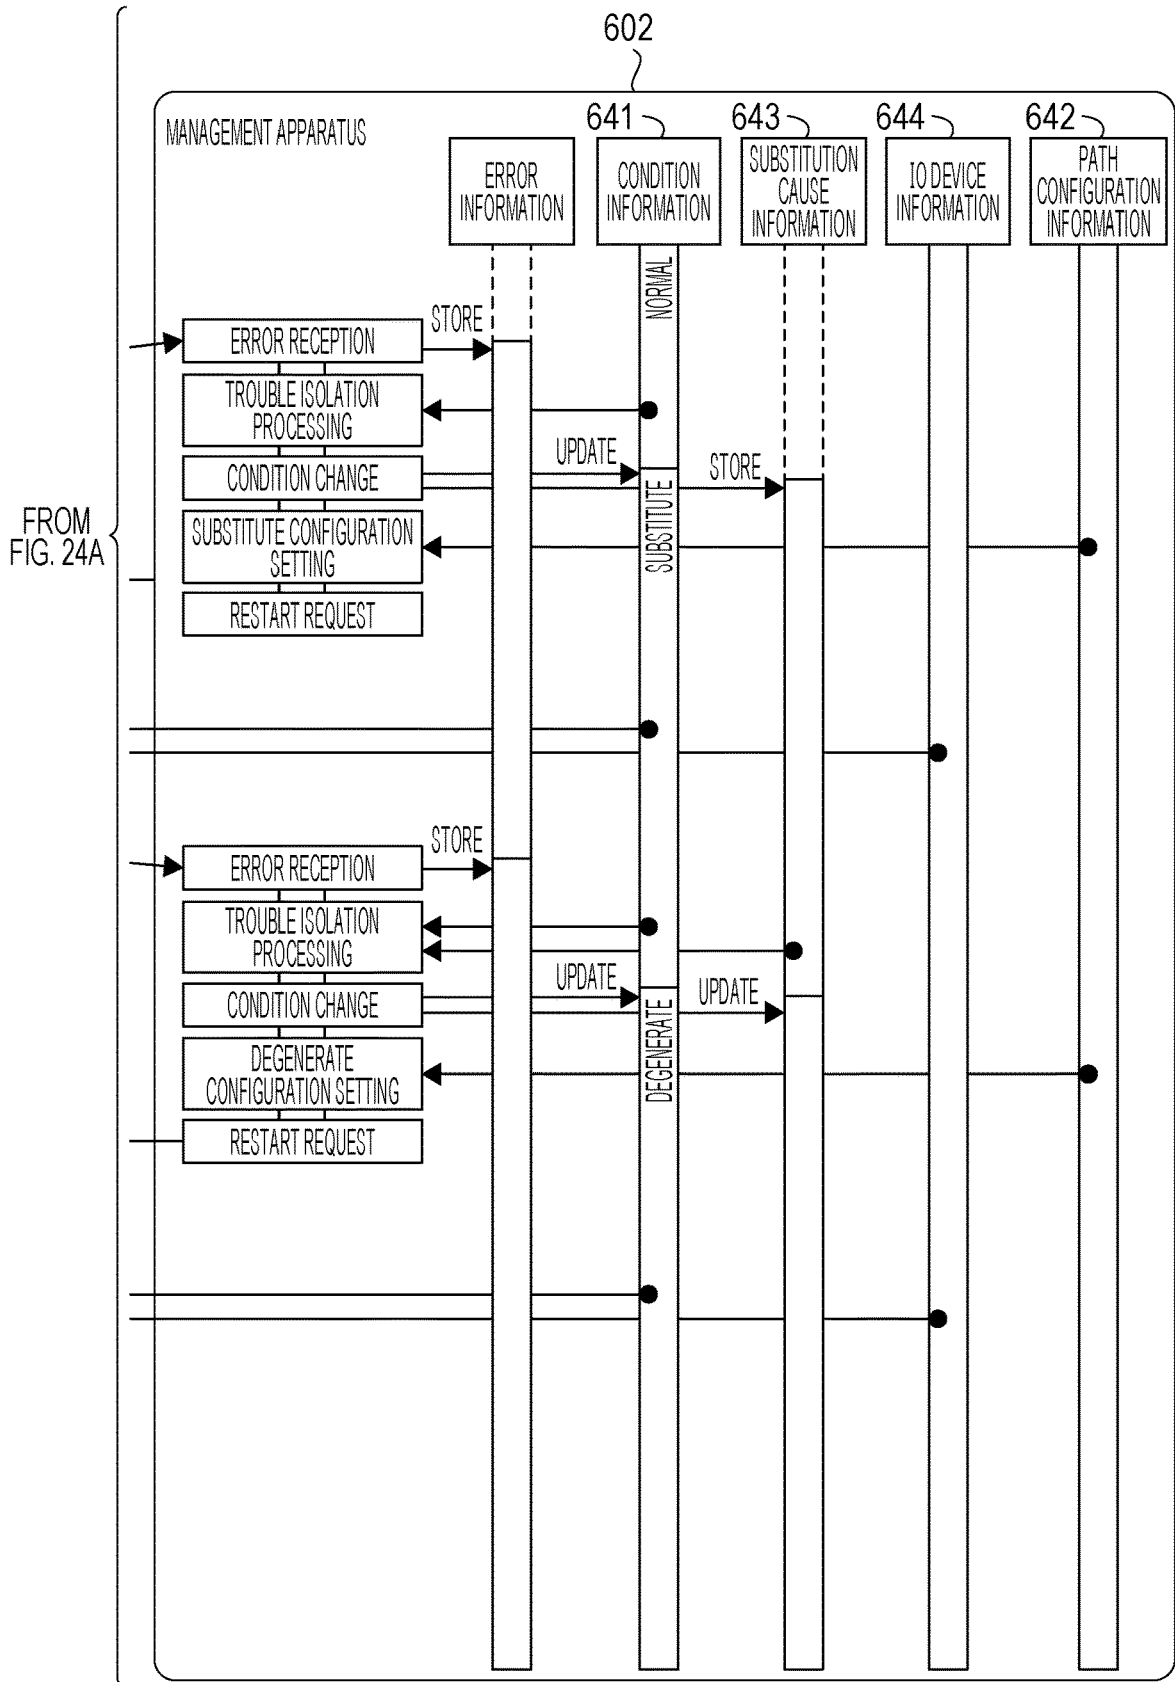 602
MANAGEMENT APPARATUS
641
643
644
642
ERROR
INFORMATION
CONDITION
INFORMATION
SUBSTITUTION
CAUSE
INFORMATION
IO DEVICE
INFORMATION
PATH
CONFIGURATION
INFORMATION
NORMAL
ERROR RECEPTION
STORE
TROUBLE ISOLATION
PROCESSING
CONDITION CHANGE
UPDATE
STORE
SUBSTITUTE
FROM
FIG. 24A
SUBSTITUTE CONFIGURATION
SETTING
RESTART REQUEST
ERROR RECEPTION
STORE
TROUBLE ISOLATION
PROCESSING
CONDITION CHANGE
UPDATE
UPDATE
DEGENERATE
DEGENERATE
CONFIGURATION SETTING
RESTART REQUEST